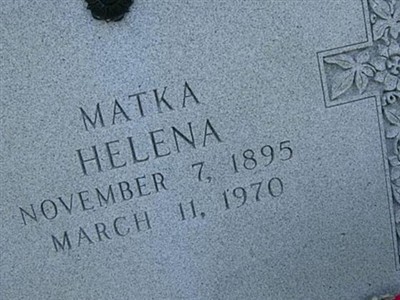 MATKA
HELENA
NOVEMBER 7, 1895
MARCH 11, 1970